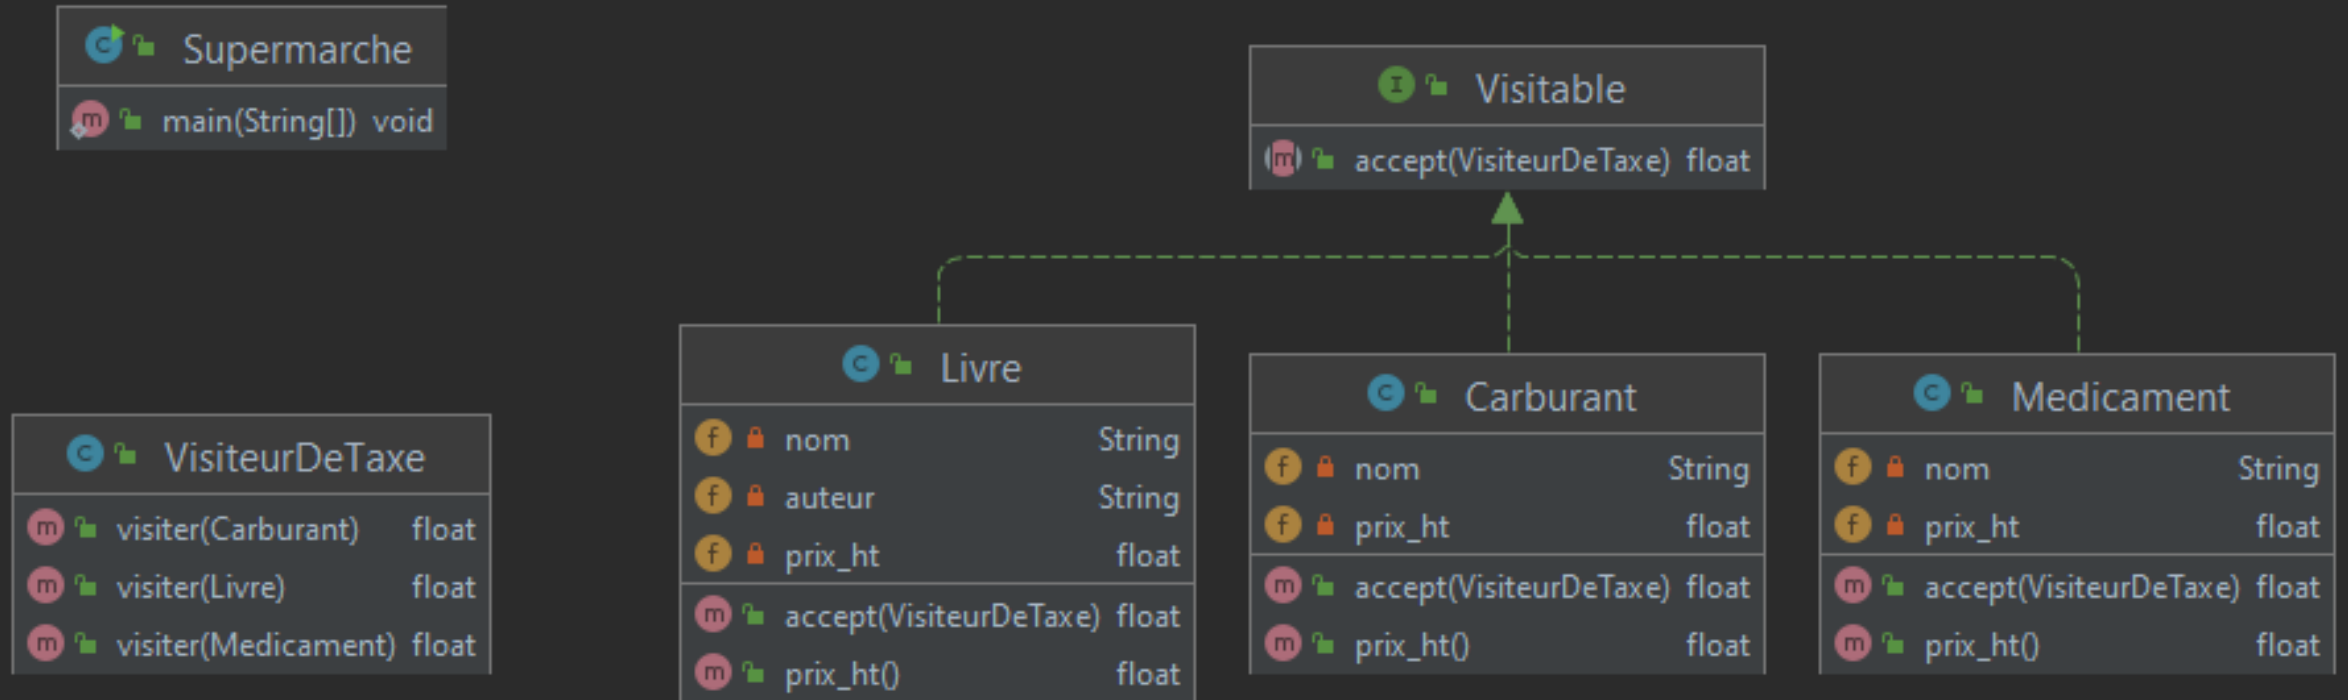 Supermarche
main(String[]) void
Visitable
accept(VisiteurDeTaxe) float
VisiteurDeTaxe
visiter(Carburant) float
visiter(Livre) float
visiter(Medicament) float
Livre
nom String
auteur String
prix_ht float
accept(VisiteurDeTaxe) float
prix_ht() float
Carburant
nom String
prix_ht float
accept(VisiteurDeTaxe) float
prix_ht() float
Medicament
nom String
prix_ht float
accept(VisiteurDeTaxe) float
prix_ht() float